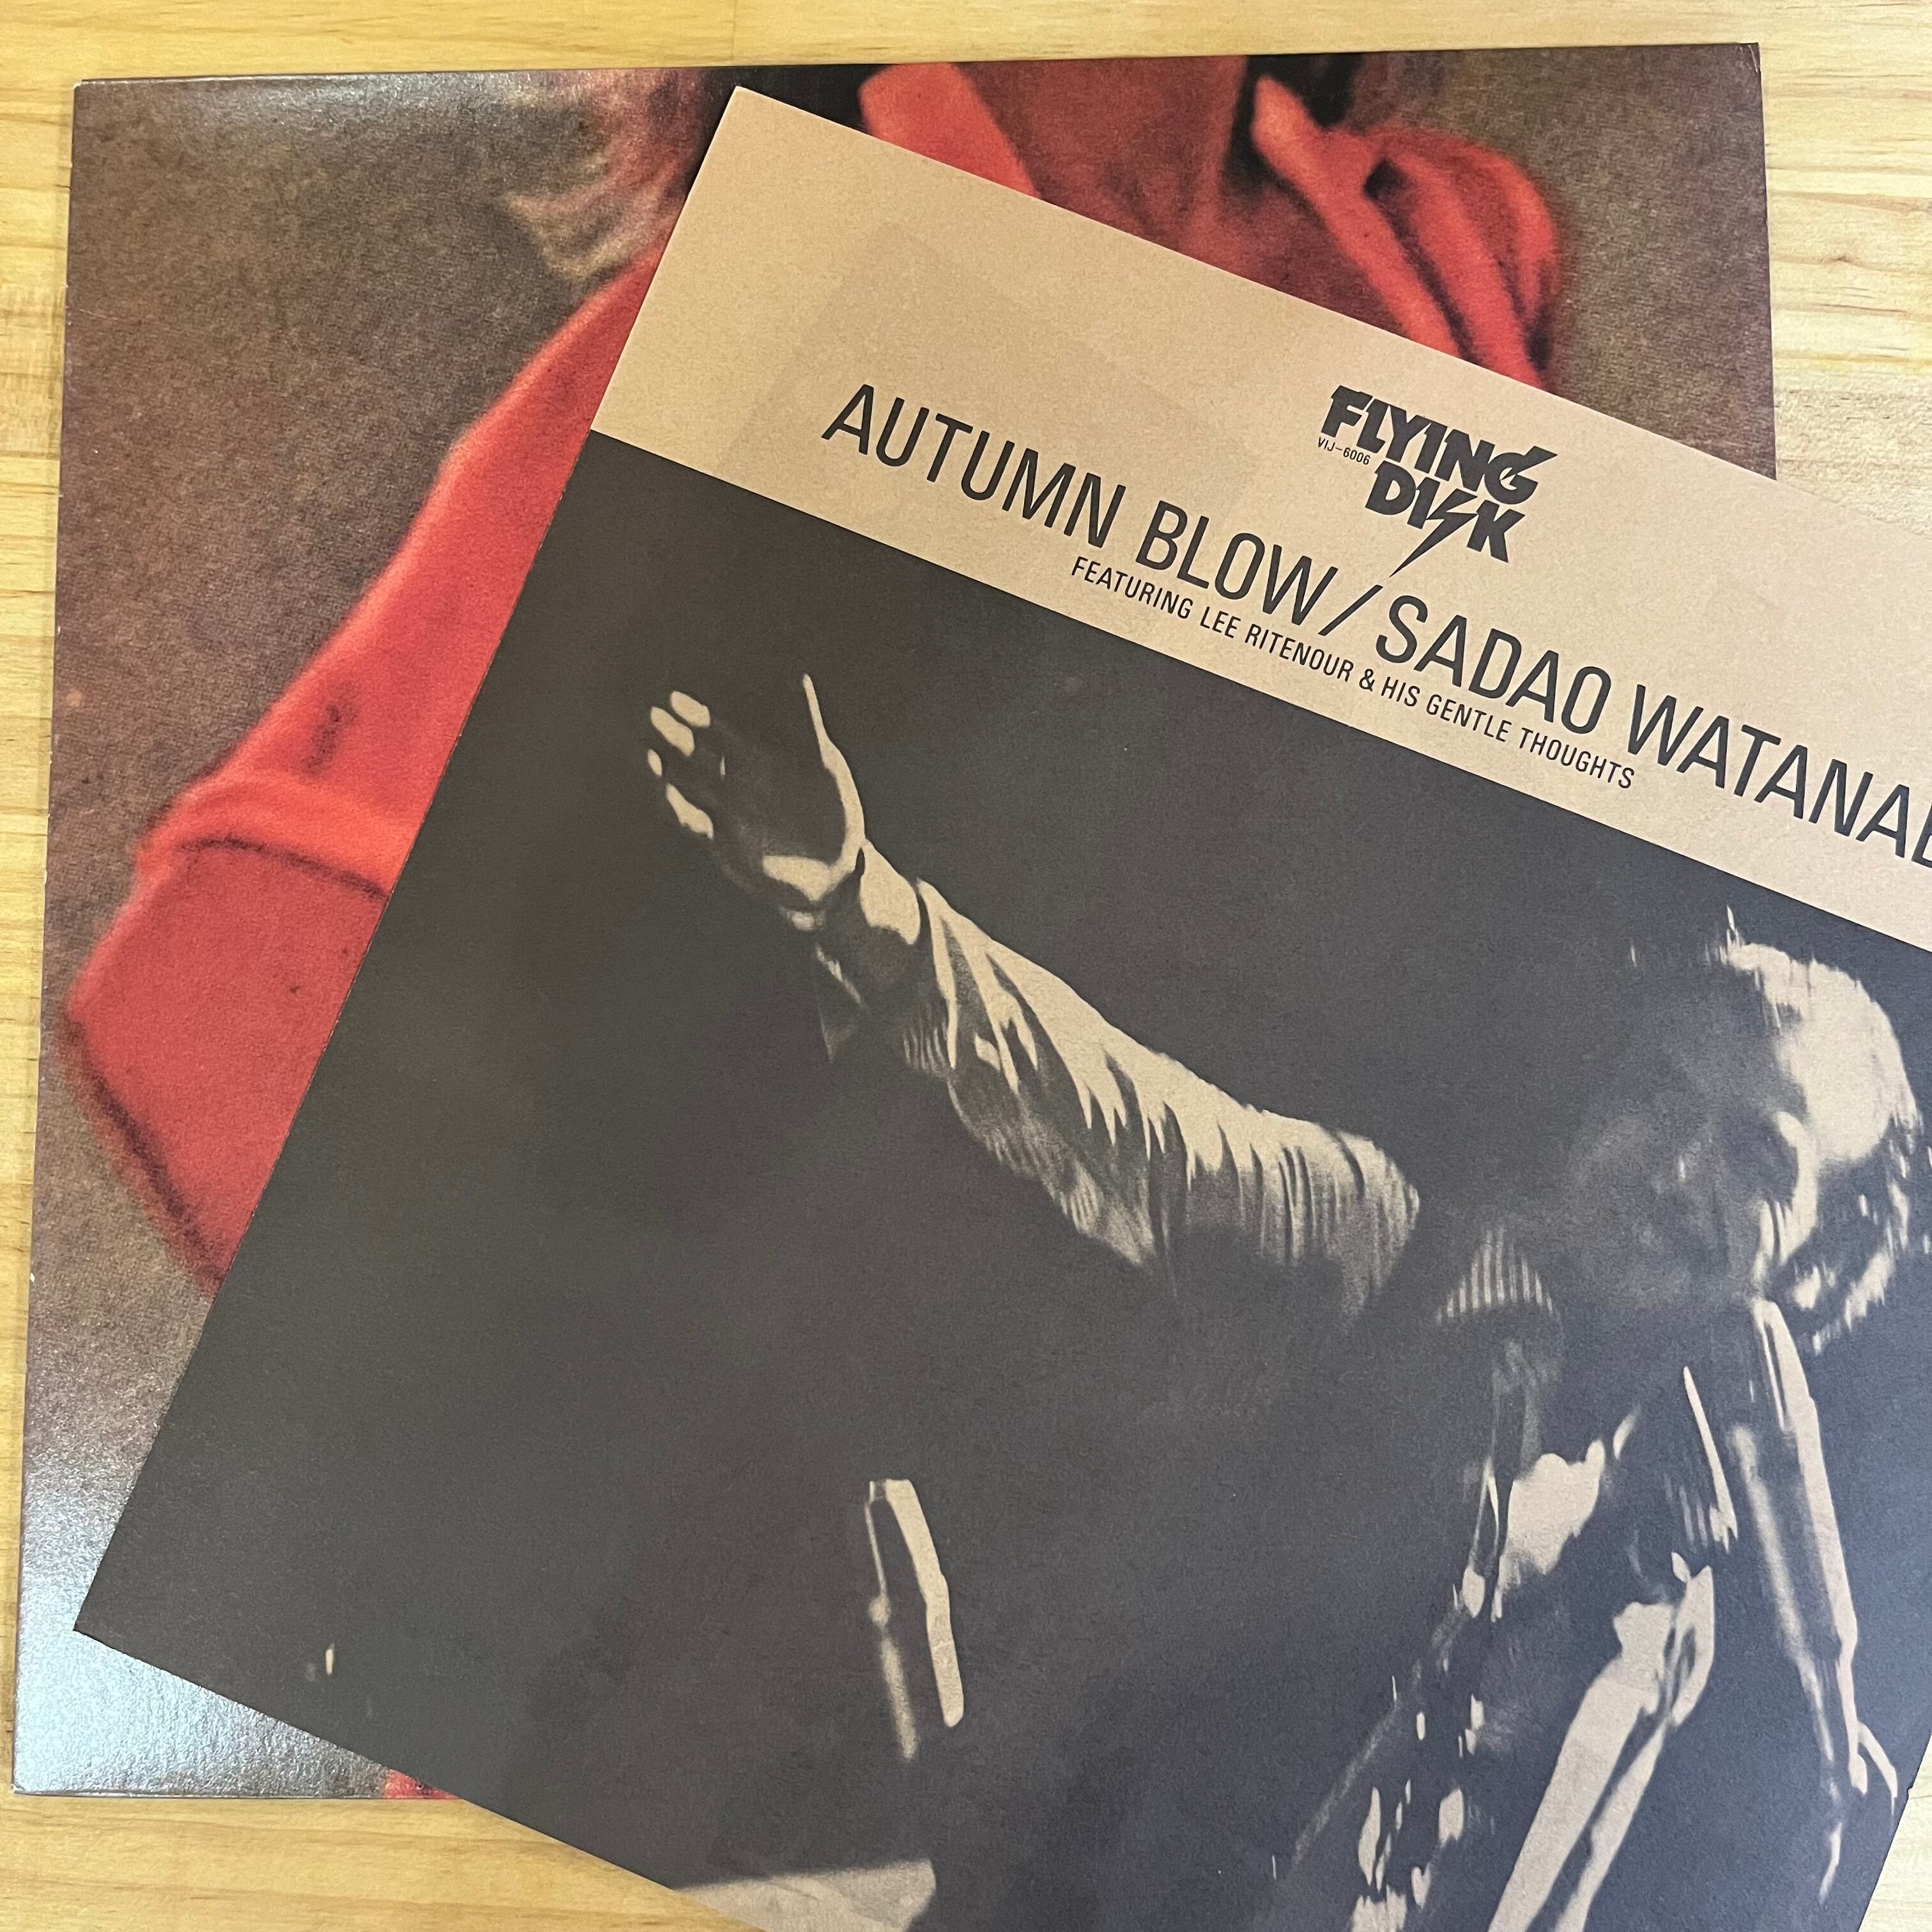 FLYING
VIJ-6006
DISK
AUTUMN BLOW/SADAO WATANAB
FEATURING LEE RITENOUR & HIS GENTLE THOUGHTS